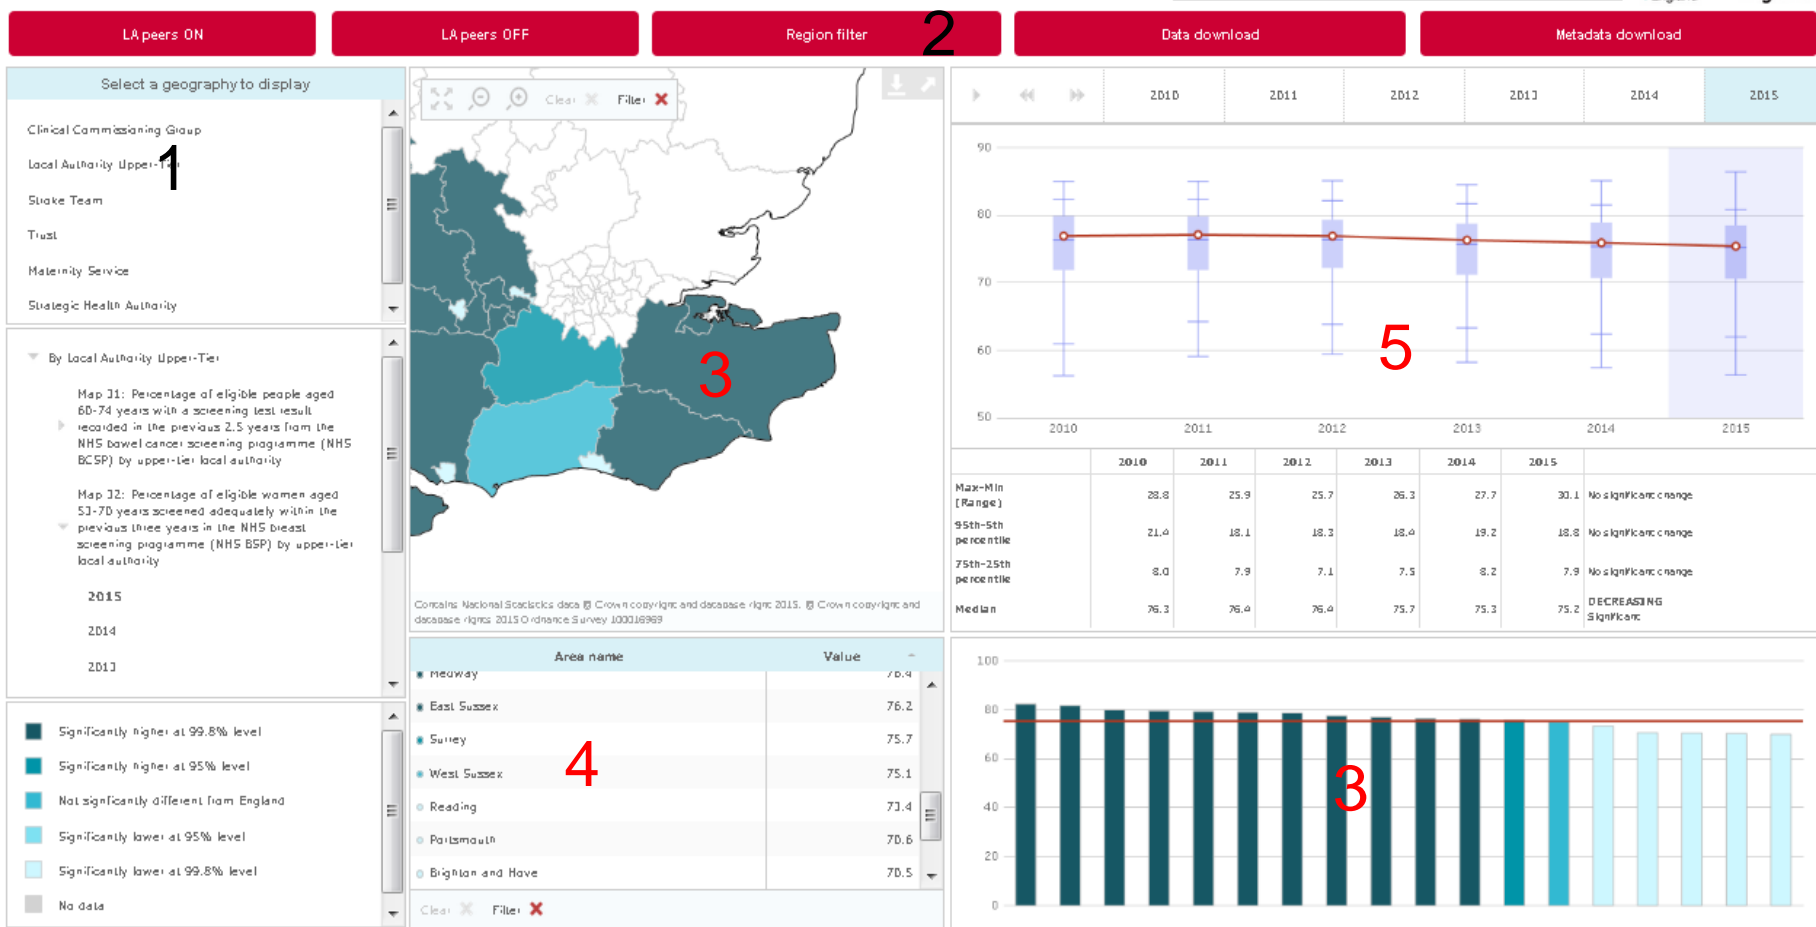 LA peers ON
LA peers OFF
Region filter
2
Data download
Metadata download
Select a geography to display
Clinical Commissioning Group
Local Authority Upper-Tier
1
Stroke Team
Trust
Maternity Service
Strategic Health Authority
By Local Authority Upper-Tier
Map 31: Percentage of eligible people aged
60-74 years with a screening test result
recorded in the previous 2.5 years from the
NHS bowel cancer screening programme (NHS
BCSP) by upper-tier local authority
Map 32: Percentage of eligible women aged
53-70 years screened adequately within the
previous three years in the NHS breast
screening programme (NHS BSP) by upper-tier
local authority
2015
2014
2013
Significantly higher at 99.8% level
Significantly higher at 95% level
Not signficantly different from England
Significantly lower at 95% level
Significantly lower at 99.8% level
No data
Clear
Filter
3
Contains National Statistics data © Crown copyright and database right 2015. © Crown copyright and
database rights 2015 Ordnance Survey 100016969
Area name Value
Medway 76.4
East Sussex 76.2
Surrey 75.7
4
West Sussex 75.1
Reading 73.4
Portsmouth 70.6
Brighton and Hove 70.5
Clear
Filter
2010 2011 2012 2013 2014 2015
90
80
70
60
50
5
2010 2011 2012 2013 2014 2015
2010 2011 2012 2013 2014 2015
Max-Min
(Range) 28.8 25.9 25.7 26.3 27.7 30.1 No significant change
95th-5th
percentile 21.4 18.1 18.3 18.4 19.2 18.8 No significant change
75th-25th
percentile 8.0 7.9 7.1 7.5 8.2 7.9 No significant change
Median 76.3 76.4 76.4 75.7 75.3 75.2 DECREASING
Significant
100
80
60
40
20
0
3